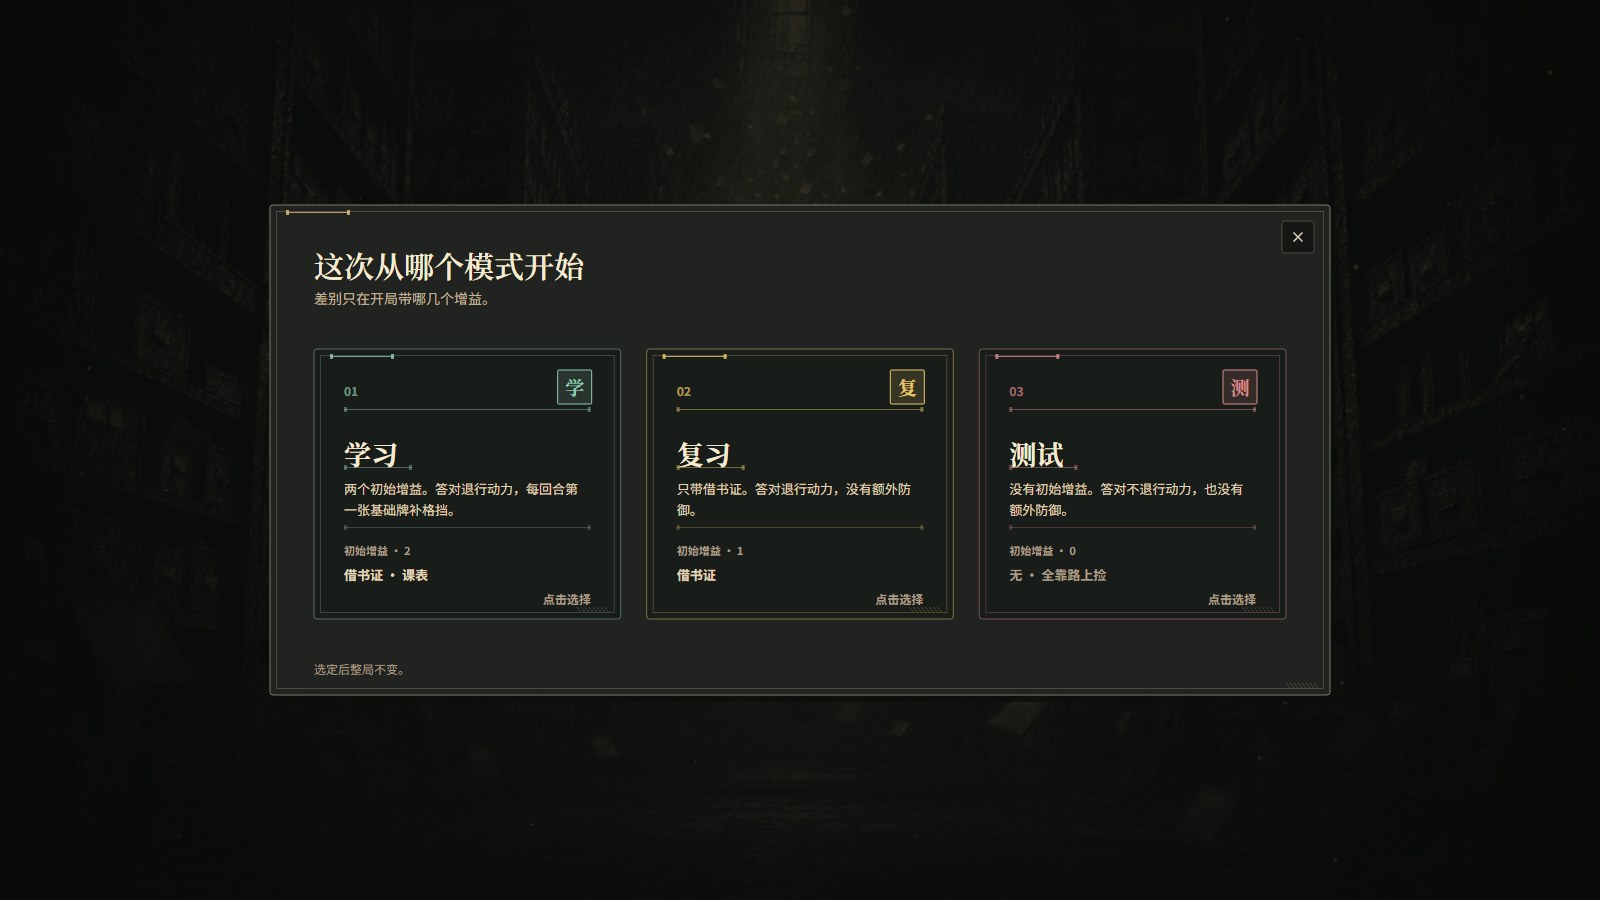 这次从哪个模式开始
差别只在开局带哪几个增益。
01
学
学习
两个初始增益。答对退行动力，每回合第
一张基础牌补格挡。
初始增益 · 2
借书证 · 课表
点击选择
02
复
复习
只带借书证。答对退行动力，没有额外防
御。
初始增益 · 1
借书证
点击选择
03
测
测试
没有初始增益。答对不退行动力，也没有
额外防御。
初始增益 · 0
无 · 全靠路上捡
点击选择
选定后整局不变。